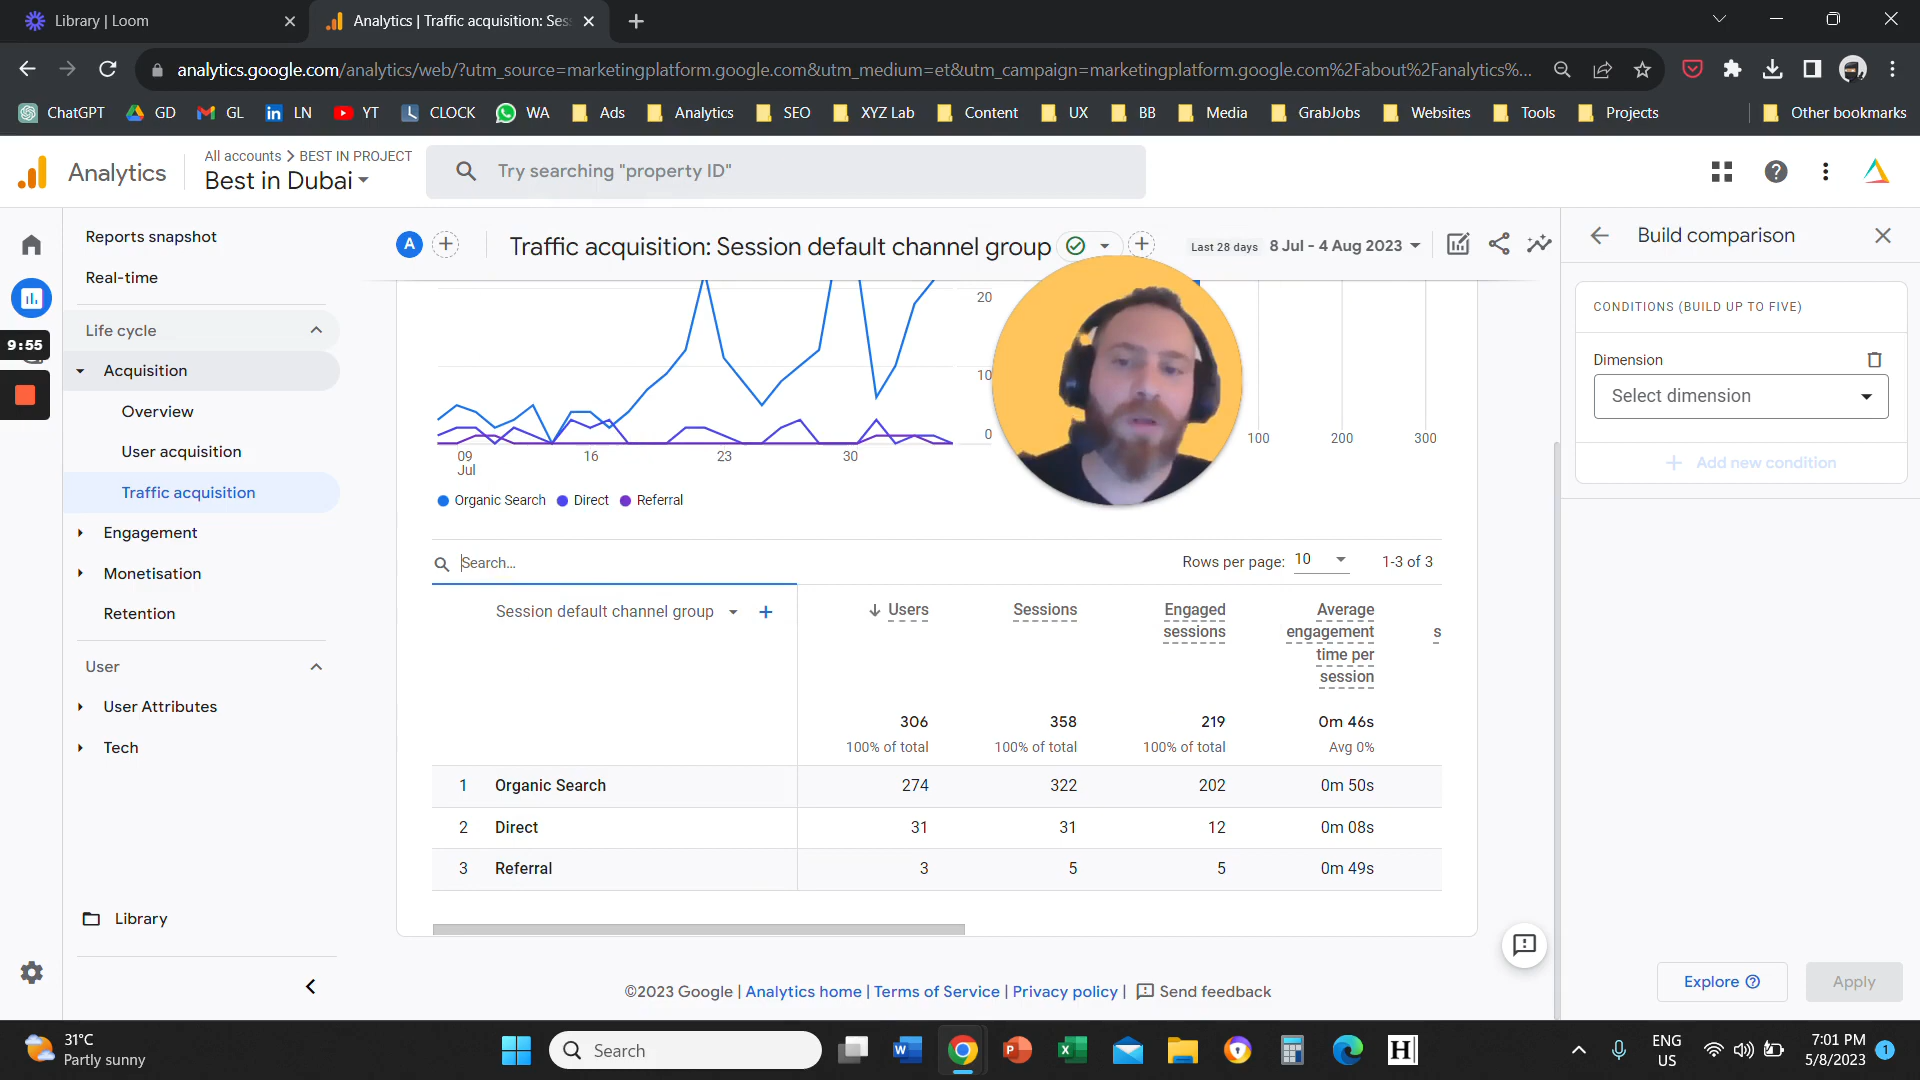 Library | Loom
Analytics | Traffic acquisition: Ses
analytics.google.com/analytics/web/?utm_source=marketingplatform.google.com&utm_medium=et&utm_campaign=marketingplatform.google.com%2Fabout%2Fanalytics%...
ChatGPT GD GL LN YT CLOCK WA Ads Analytics SEO XYZ Lab Content UX BB Media GrabJobs Websites Tools Projects Other bookmarks
Analytics
All accounts > BEST IN PROJECT
Best in Dubai
Try searching "property ID"
Reports snapshot
Real-time
Life cycle
9:55
Acquisition
Overview
User acquisition
Traffic acquisition
Engagement
Monetisation
Retention
User
User Attributes
Tech
Library
A
Traffic acquisition: Session default channel group
Last 28 days 8 Jul - 4 Aug 2023
20
10
0
09 16 23 30
Jul
100 200 300
Organic Search Direct Referral
Search...
Rows per page: 10 1-3 of 3
Session default channel group
Users
Sessions
Engaged
sessions
Average
engagement
time per
session
s
306 358 219 0m 46s
100% of total 100% of total 100% of total Avg 0%
1 Organic Search 274 322 202 0m 50s
2 Direct 31 31 12 0m 08s
3 Referral 3 5 5 0m 49s
©2023 Google | Analytics home | Terms of Service | Privacy policy | Send feedback
Build comparison
CONDITIONS (BUILD UP TO FIVE)
Dimension
Select dimension
Add new condition
Explore
Apply
31°C
Partly sunny
Search
H
ENG
US
7:01 PM
5/8/2023
1